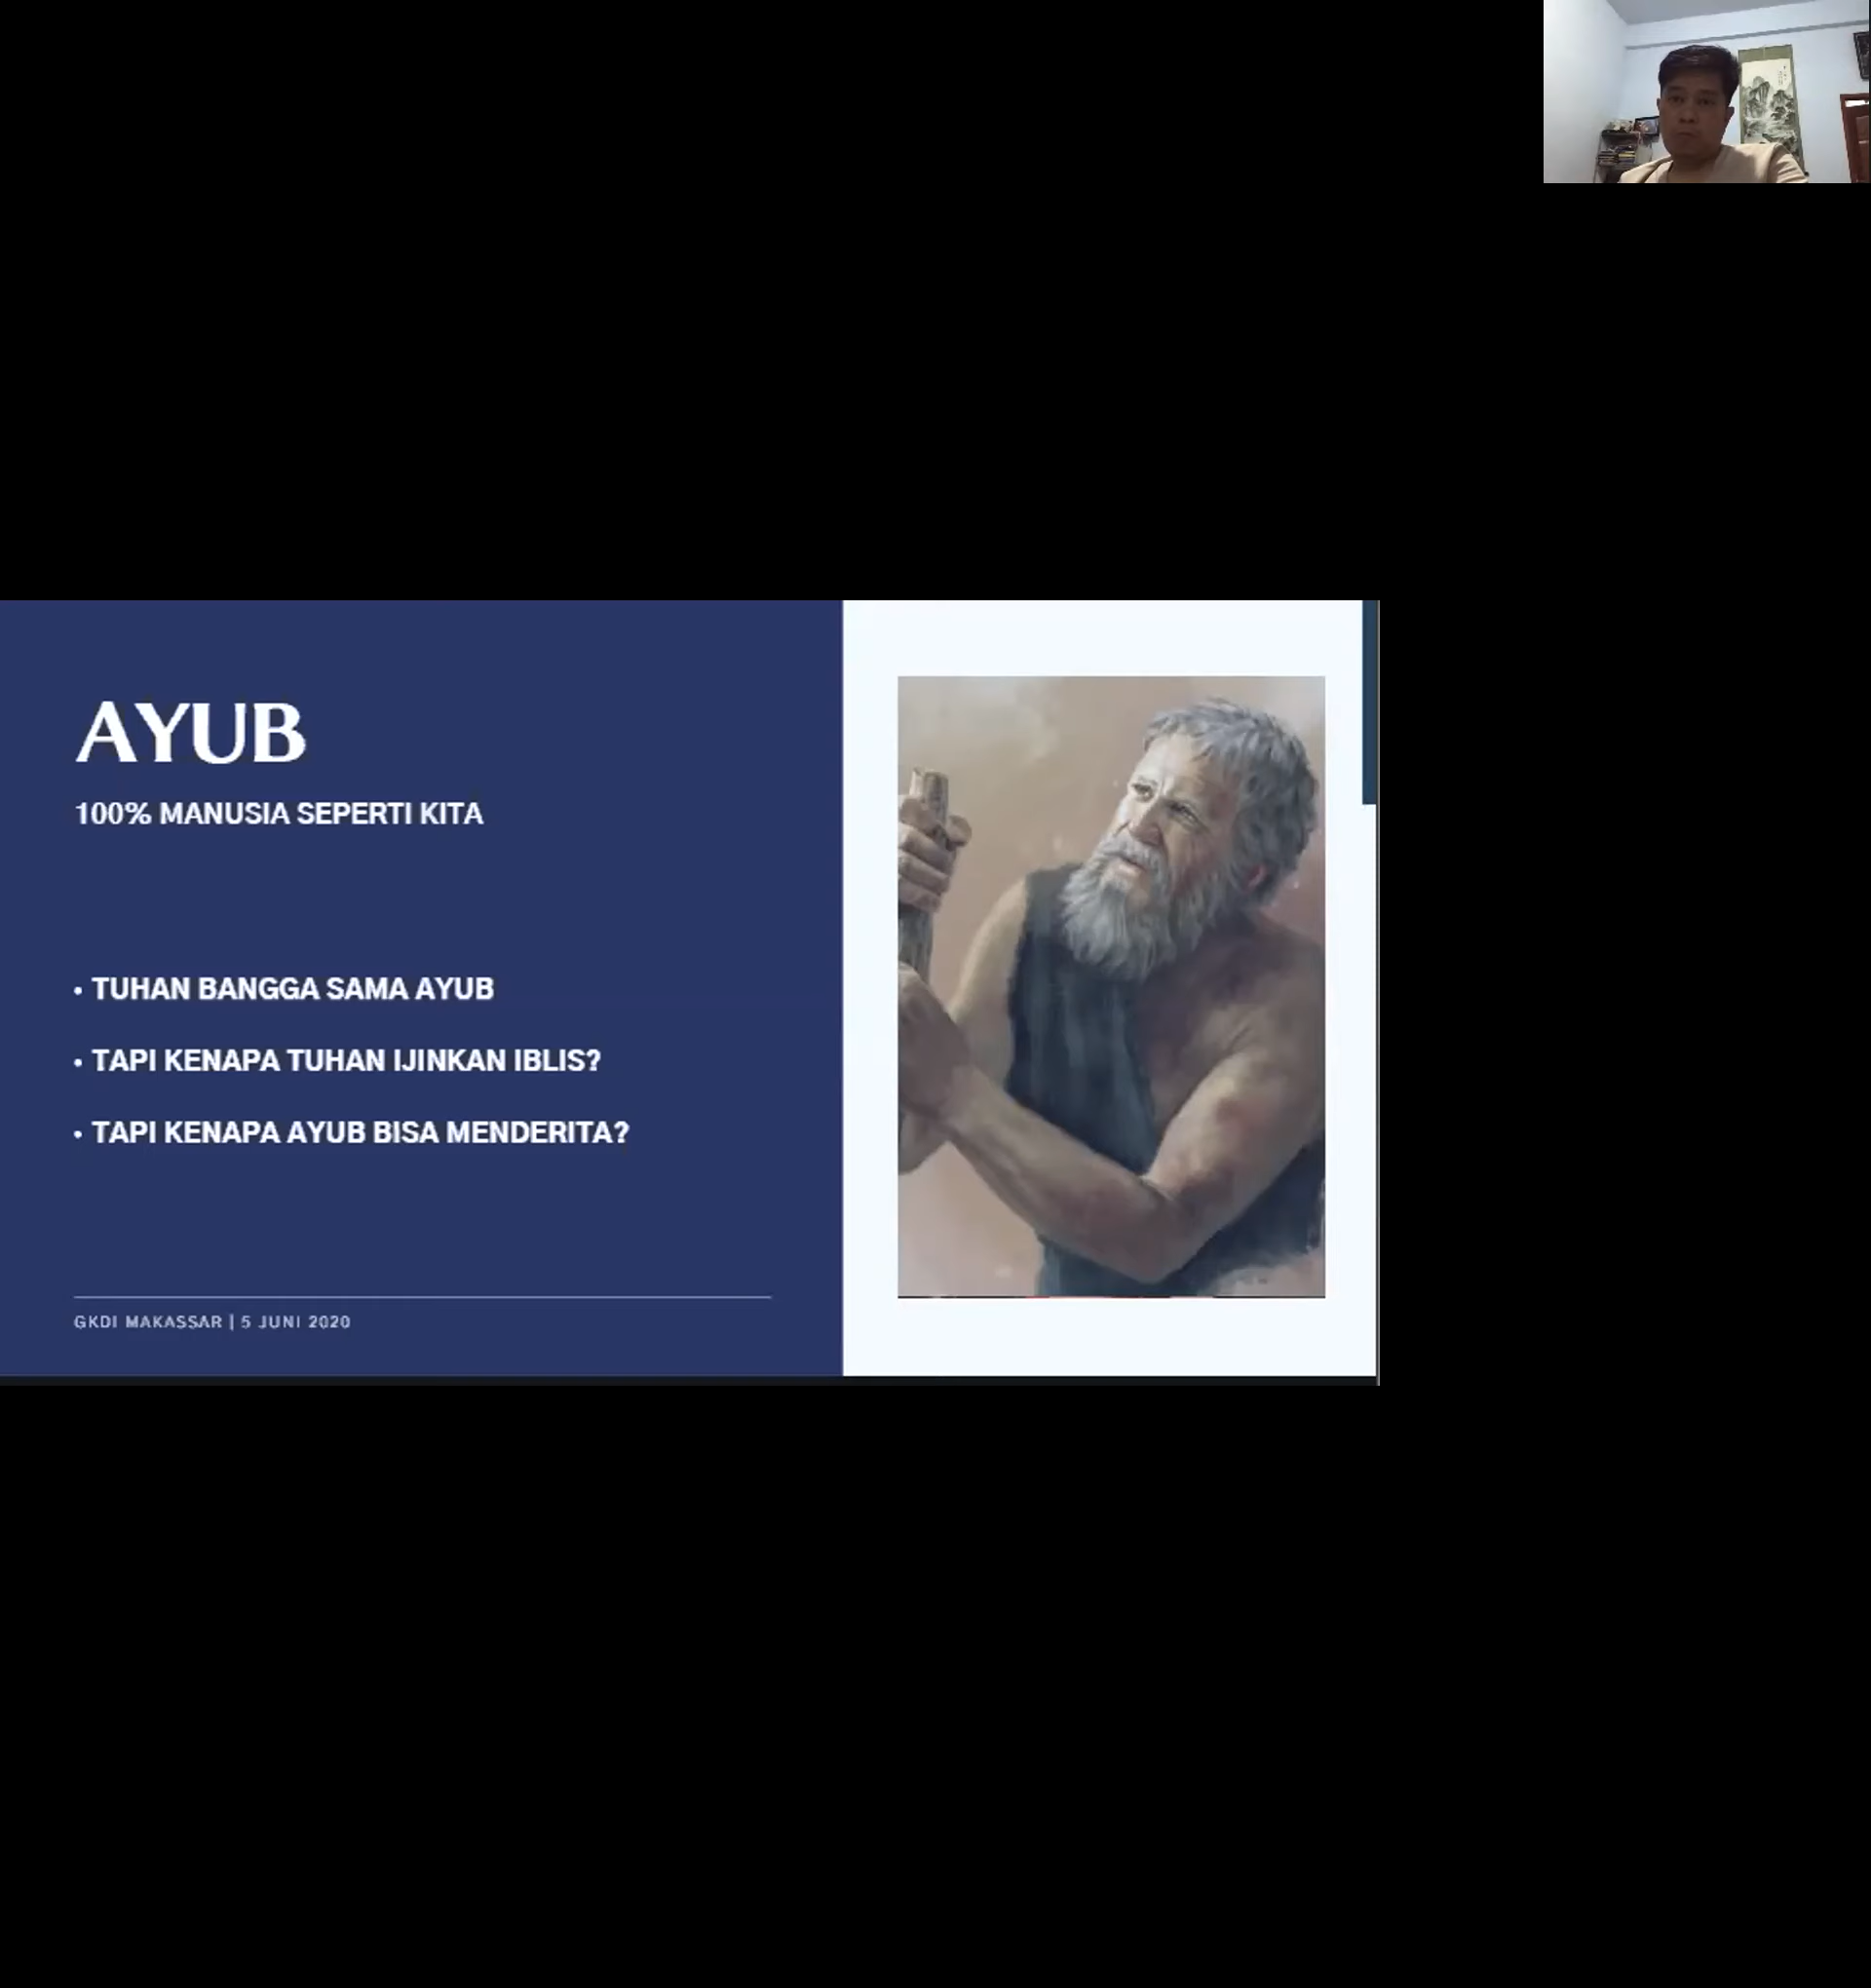 AYUB
100% MANUSIA SEPERTI KITA
• TUHAN BANGGA SAMA AYUB
• TAPI KENAPA TUHAN IJINKAN IBLIS?
• TAPI KENAPA AYUB BISA MENDERITA?
GKDI MAKASSAR | 5 JUNI 2020